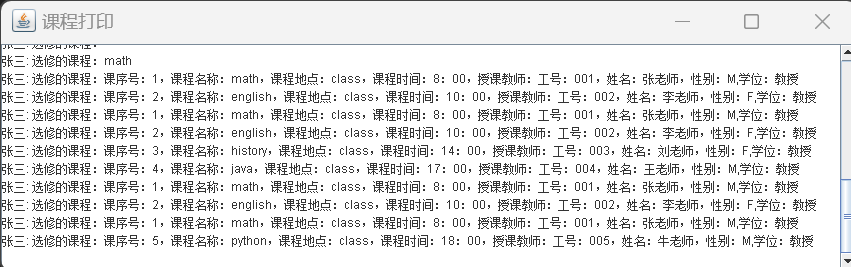 课程打印
张三: 选修的课程:
张三: 选修的课程: math
张三: 选修的课程: 课序号: 1, 课程名称: math, 课程地点: class, 课程时间: 8: 00, 授课教师: 工号: 001, 姓名: 张老师, 性别: M,学位: 教授
张三: 选修的课程: 课序号: 2, 课程名称: english, 课程地点: class, 课程时间: 10: 00, 授课教师: 工号: 002, 姓名: 李老师, 性别: F,学位: 教授
张三: 选修的课程: 课序号: 1, 课程名称: math, 课程地点: class, 课程时间: 8: 00, 授课教师: 工号: 001, 姓名: 张老师, 性别: M,学位: 教授
张三: 选修的课程: 课序号: 2, 课程名称: english, 课程地点: class, 课程时间: 10: 00, 授课教师: 工号: 002, 姓名: 李老师, 性别: F,学位: 教授
张三: 选修的课程: 课序号: 3, 课程名称: history, 课程地点: class, 课程时间: 14: 00, 授课教师: 工号: 003, 姓名: 刘老师, 性别: F,学位: 教授
张三: 选修的课程: 课序号: 4, 课程名称: java, 课程地点: class, 课程时间: 17: 00, 授课教师: 工号: 004, 姓名: 王老师, 性别: M,学位: 教授
张三: 选修的课程: 课序号: 1, 课程名称: math, 课程地点: class, 课程时间: 8: 00, 授课教师: 工号: 001, 姓名: 张老师, 性别: M,学位: 教授
张三: 选修的课程: 课序号: 2, 课程名称: english, 课程地点: class, 课程时间: 10: 00, 授课教师: 工号: 002, 姓名: 李老师, 性别: F,学位: 教授
张三: 选修的课程: 课序号: 1, 课程名称: math, 课程地点: class, 课程时间: 8: 00, 授课教师: 工号: 001, 姓名: 张老师, 性别: M,学位: 教授
张三: 选修的课程: 课序号: 5, 课程名称: python, 课程地点: class, 课程时间: 18: 00, 授课教师: 工号: 005, 姓名: 牛老师, 性别: M,学位: 教授